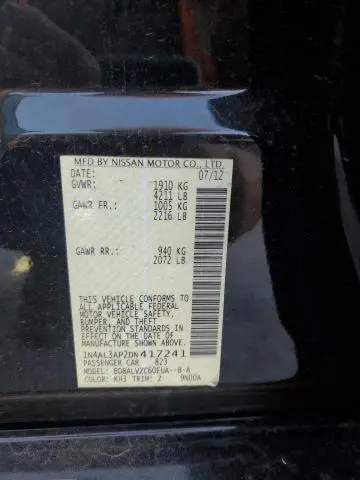 MFD BY NISSAN MOTOR CO., LTD.
DATE: 07/12
GVWR: 1910 KG
4211 LB
GAWR FR.: 1005 KG
2216 LB
GAWR RR: 940 KG
2072 LB
THIS VEHICLE CONFORMS TO
ALL APPLICABLE FEDERAL
MOTOR VEHICLE SAFETY,
BUMPER, AND THEFT
PREVENTION STANDARDS IN
EFFECT ON THE DATE OF
MANUFACTURE SHOWN ABOVE.
1N4AL3AP2DN417241
PASSENGER CAR 823
MODEL: BDBALVZC60EUA--B-A
COLOR: KH3 TRIM: Z 9N00A